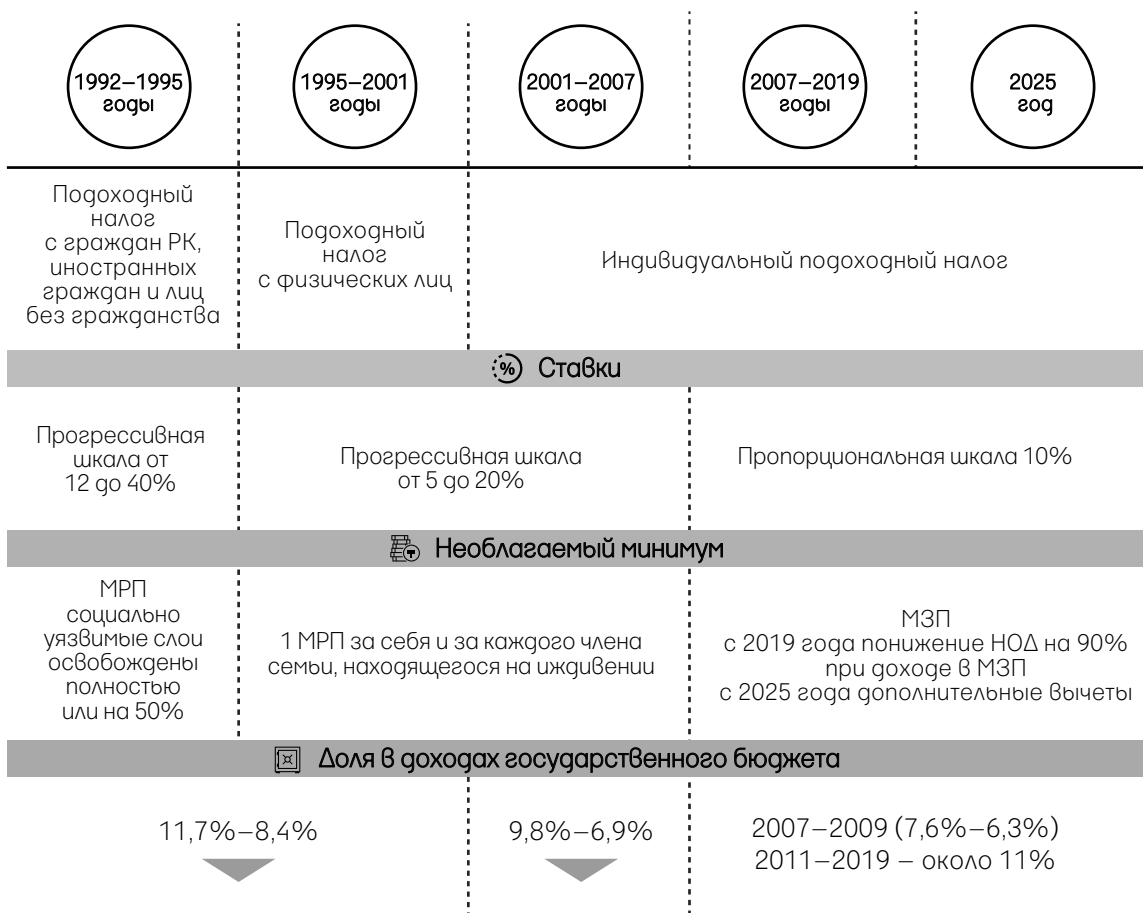 1992–1995
годы
1995–2001
годы
2001–2007
годы
2007–2019
годы
2025
год
Подоходный
налог
с граждан РК,
иностранных
граждан и лиц
без гражданства
Подоходный
налог
с физических лиц
Индивидуальный подоходный налог
% Ставки
Прогрессивная
шкала от
12 до 40%
Прогрессивная шкала
от 5 до 20%
Пропорциональная шкала 10%
Необлагаемый минимум
МРП
социально
уязвимые слои
освобождены
полностью
или на 50%
1 МРП за себя и за каждого члена
семьи, находящегося на иждивении
МЗП
с 2019 года понижение НОД на 90%
при доходе в МЗП
с 2025 года дополнительные вычеты
Доля в доходах государственного бюджета
11,7%–8,4%
9,8%–6,9%
2007–2009 (7,6%–6,3%)
2011–2019 – около 11%